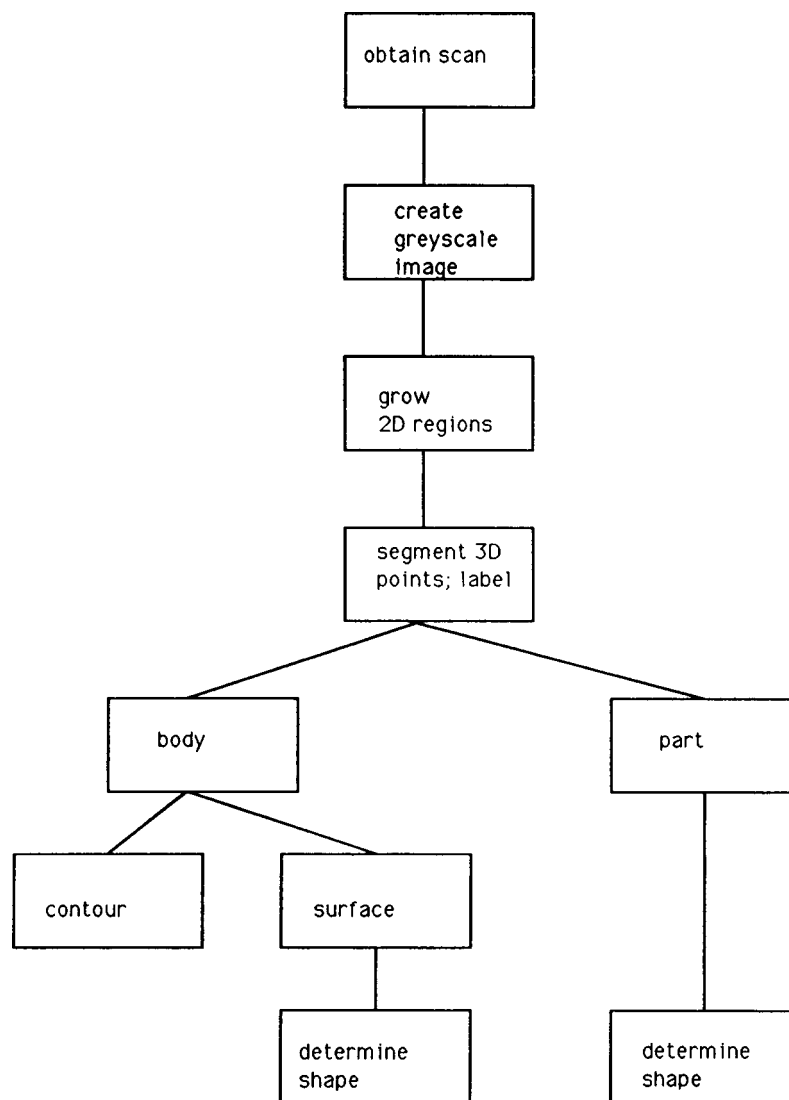 obtain scan
create
greyscale
image
grow
2D regions
segment 3D
points; label
body
part
contour
surface
determine
shape
determine
shape